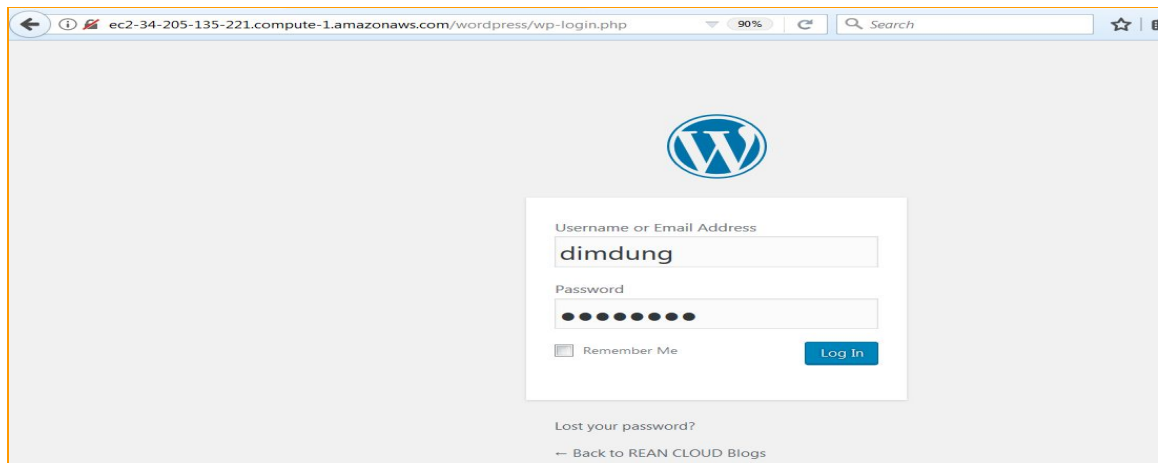 ec2-34-205-135-221.compute-1.amazonaws.com/wordpress/wp-login.php 90% Search
Username or Email Address
dimdung
Password
Remember Me Log In
Lost your password?
← Back to REAN CLOUD Blogs